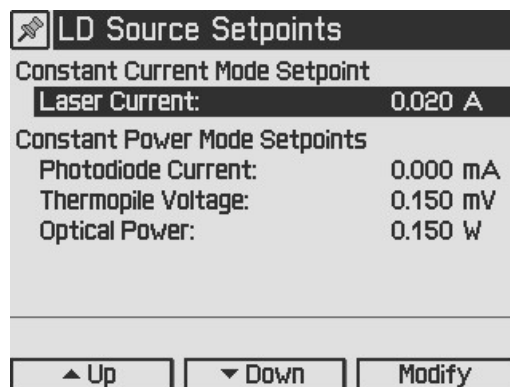 LD Source Setpoints
Constant Current Mode Setpoint
Laser Current: 0.020 A
Constant Power Mode Setpoints
Photodiode Current: 0.000 mA
Thermopile Voltage: 0.150 mV
Optical Power: 0.150 W
▲ Up ▼ Down Modify